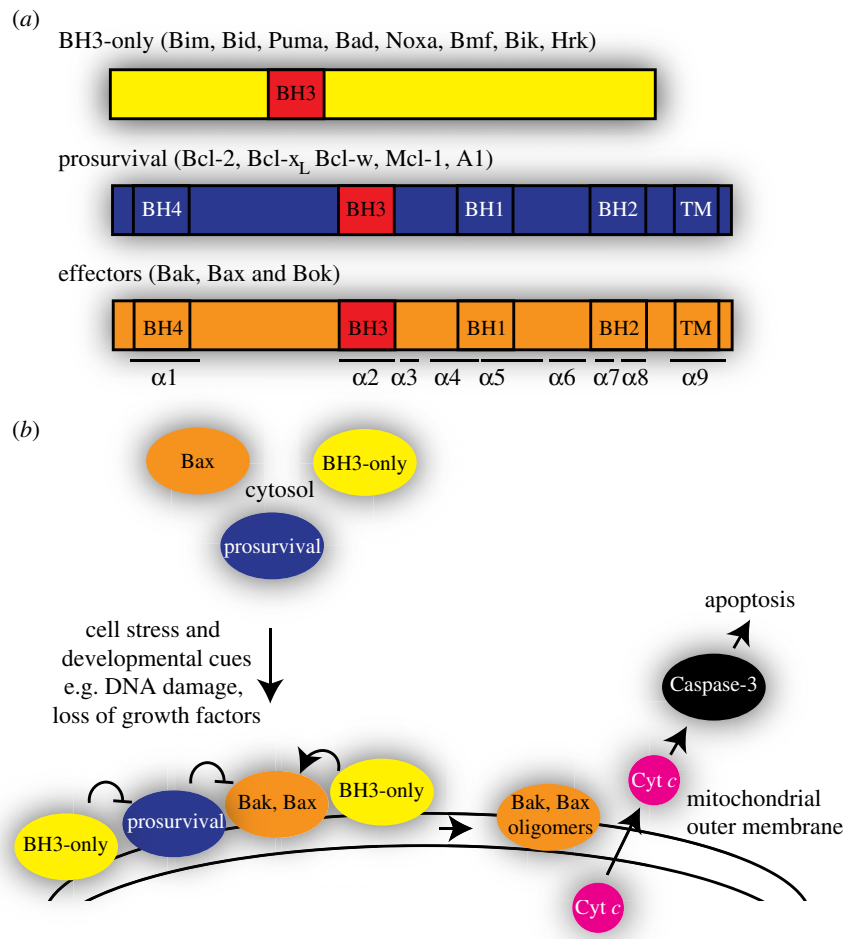 (a)
BH3-only (Bim, Bid, Puma, Bad, Noxa, Bmf, Bik, Hrk)
BH3
prosurvival (Bcl-2, Bcl-xL Bcl-w, Mcl-1, A1)
BH4 BH3 BH1 BH2 TM
effectors (Bak, Bax and Bok)
BH4 BH3 BH1 BH2 TM
α1 α2 α3 α4 α5 α6 α7 α8 α9
(b)
Bax
BH3-only
cytosol
prosurvival
cell stress and
developmental cues
e.g. DNA damage,
loss of growth factors
BH3-only
prosurvival
Bak, Bax
BH3-only
Bak, Bax
oligomers
Cyt c
Cyt c
Caspase-3
apoptosis
mitochondrial
outer membrane